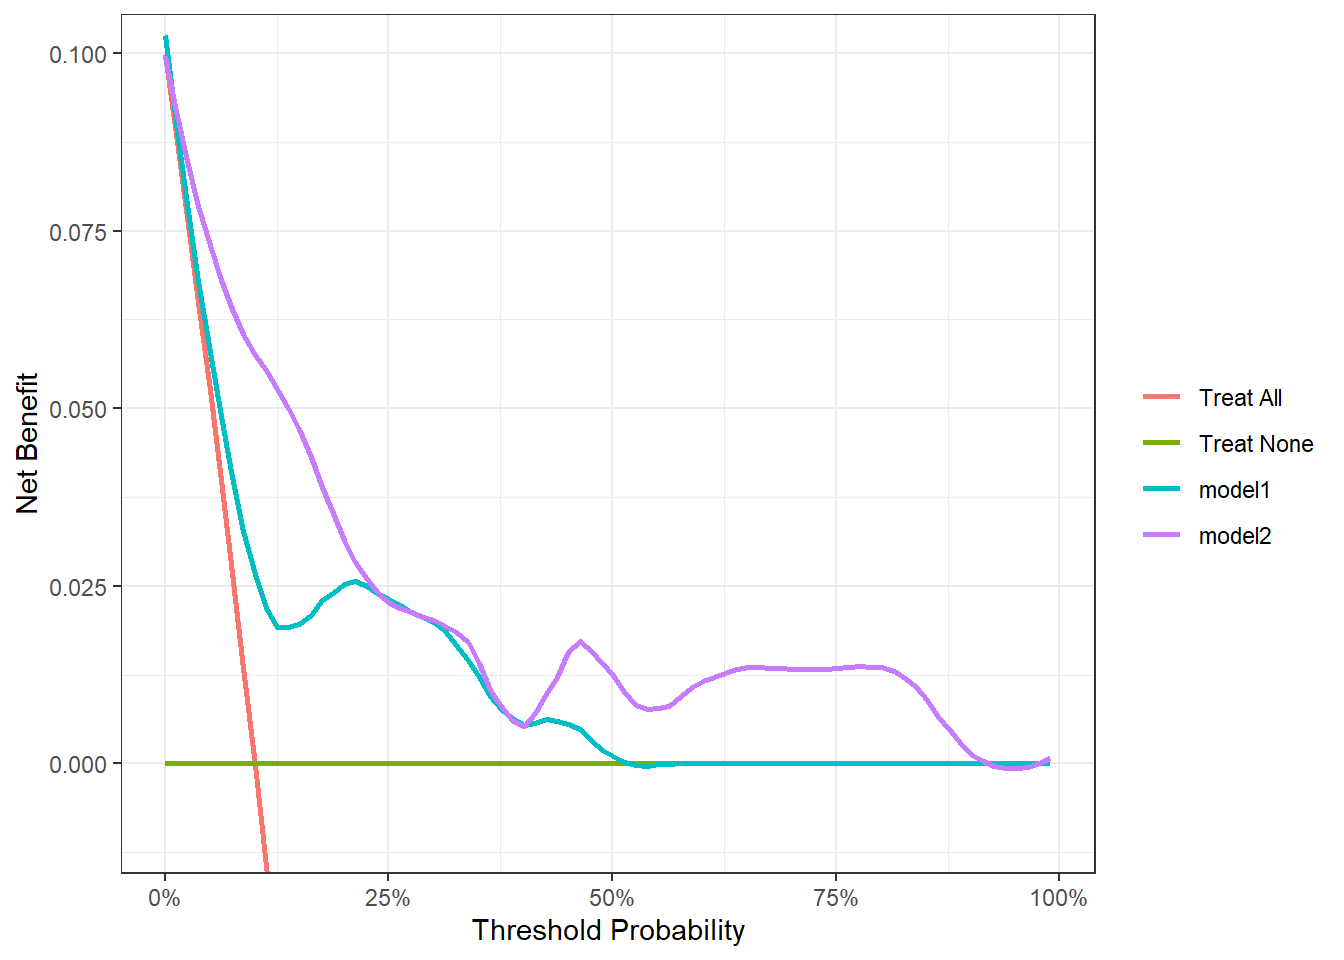 Net Benefit
0.100
0.075
0.050
0.025
0.000
0%
25%
50%
75%
100%
Threshold Probability
Treat All
Treat None
model1
model2